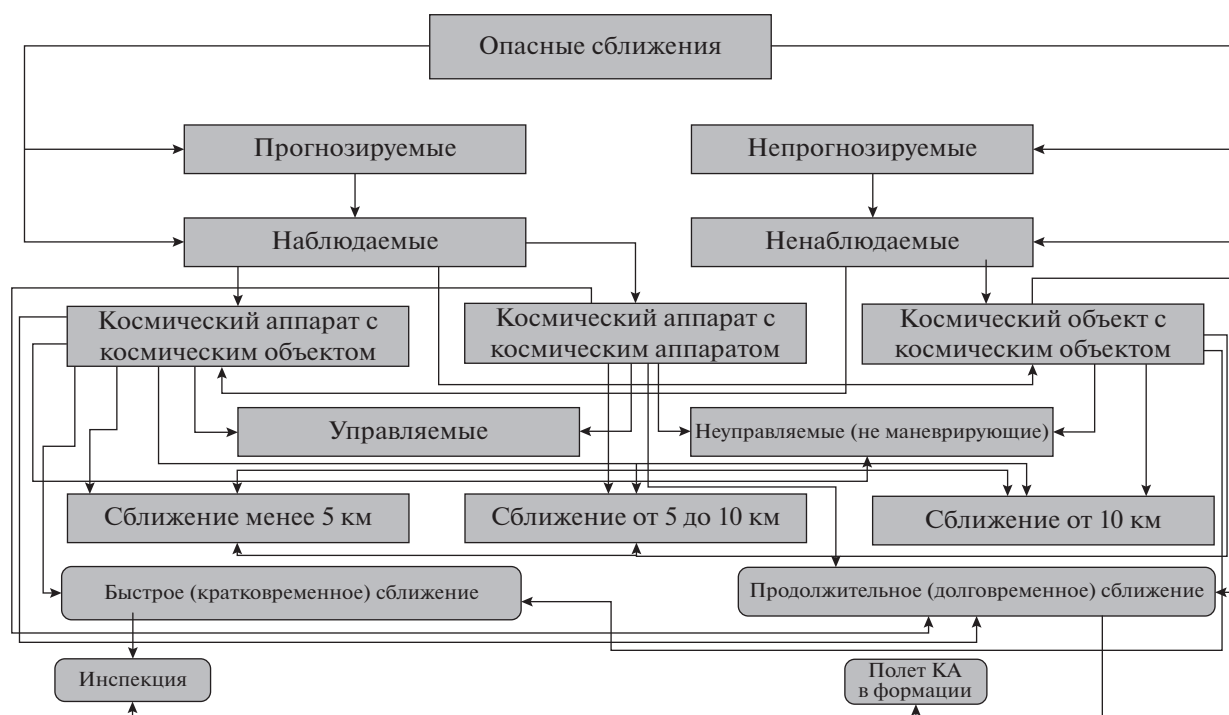 Опасные сближения
Прогнозируемые
Непрогнозируемые
Наблюдаемые
Ненаблюдаемые
Космический аппарат с
космическим объектом
Космический аппарат с
космическим аппаратом
Космический объект с
космическим объектом
Управляемые
Неуправляемые (не маневрирующие)
Сближение менее 5 км
Сближение от 5 до 10 км
Сближение от 10 км
Быстрое (кратковременное) сближение
Продолжительное (долговременное) сближение
Инспекция
Полет КА
в формации